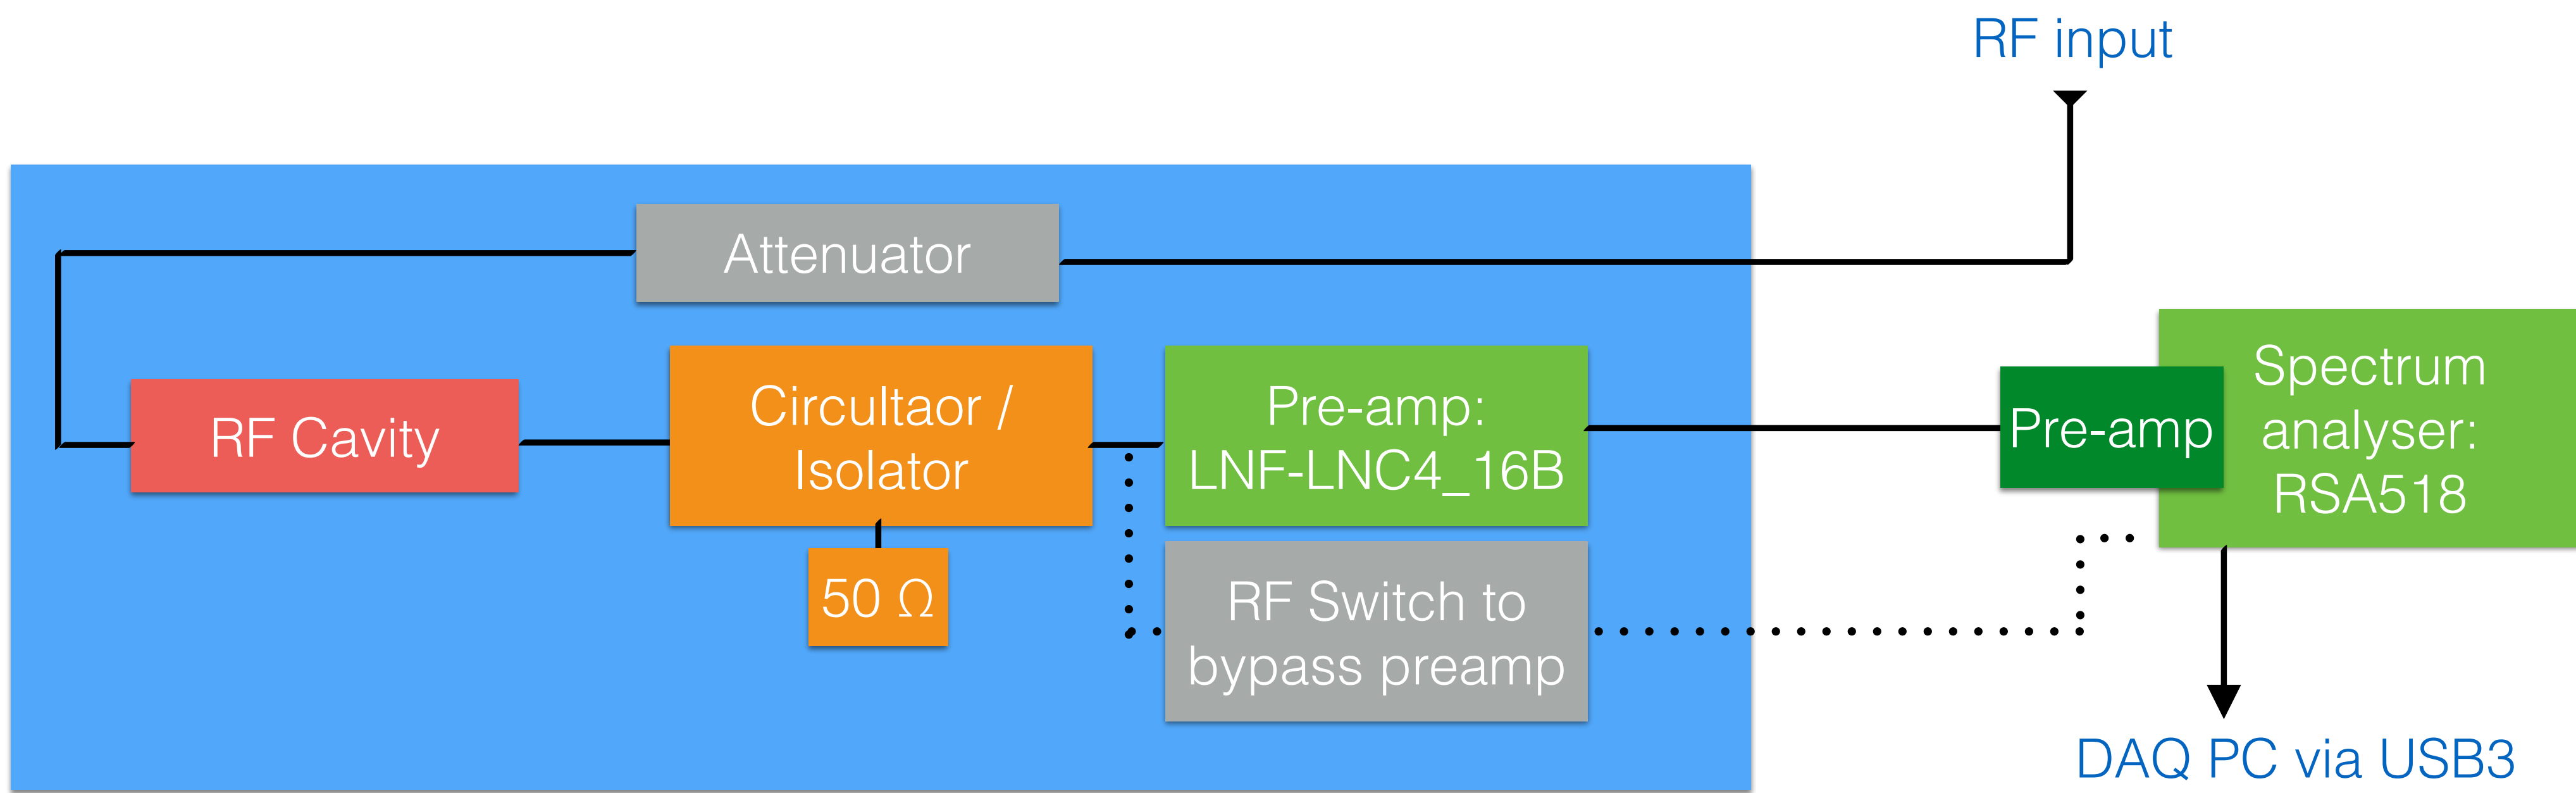 RF input
Attenuator
RF Cavity
Circultaor /
Isolator
50 Ω
Pre-amp:
LNF-LNC4_16B
RF Switch to
bypass preamp
Pre-amp
Spectrum
analyser:
RSA518
DAQ PC via USB3